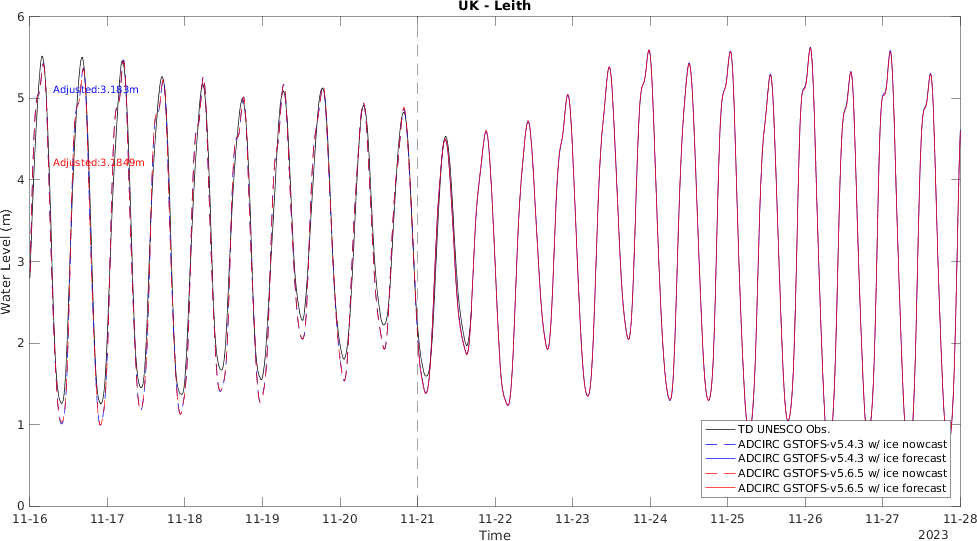 UK - Leith
6
5
4
3
2
1
0
Water Level (m)
Adjusted:3.183m
Adjusted:3.1849m
TD UNESCO Obs.
ADCIRC GSTOFS-v5.4.3 w/ ice nowcast
ADCIRC GSTOFS-v5.4.3 w/ ice forecast
ADCIRC GSTOFS-v5.6.5 w/ ice nowcast
ADCIRC GSTOFS-v5.6.5 w/ ice forecast
11-16 11-17 11-18 11-19 11-20 11-21 11-22 11-23 11-24 11-25 11-26 11-27 11-28
Time
2023